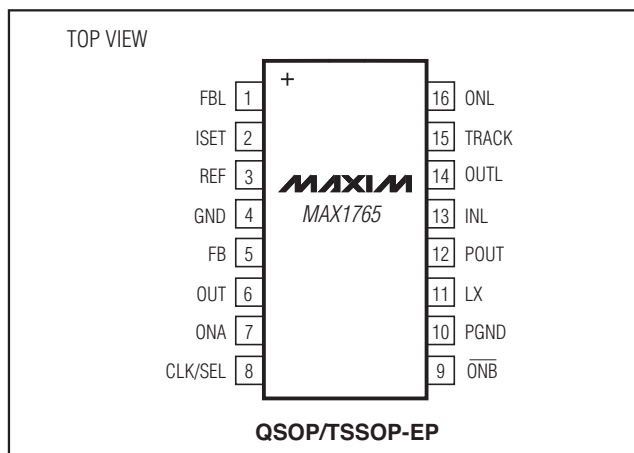 TOP VIEW
+
FBL 1 16 ONL
ISET 2 15 TRACK
REF 3 14 OUTL
MAXIM
GND 4 13 INL
MAX1765
FB 5 12 POUT
OUT 6 11 LX
ONA 7 10 PGND
CLK/SEL 8 9 O̅N̅B̅
QSOP/TSSOP-EP